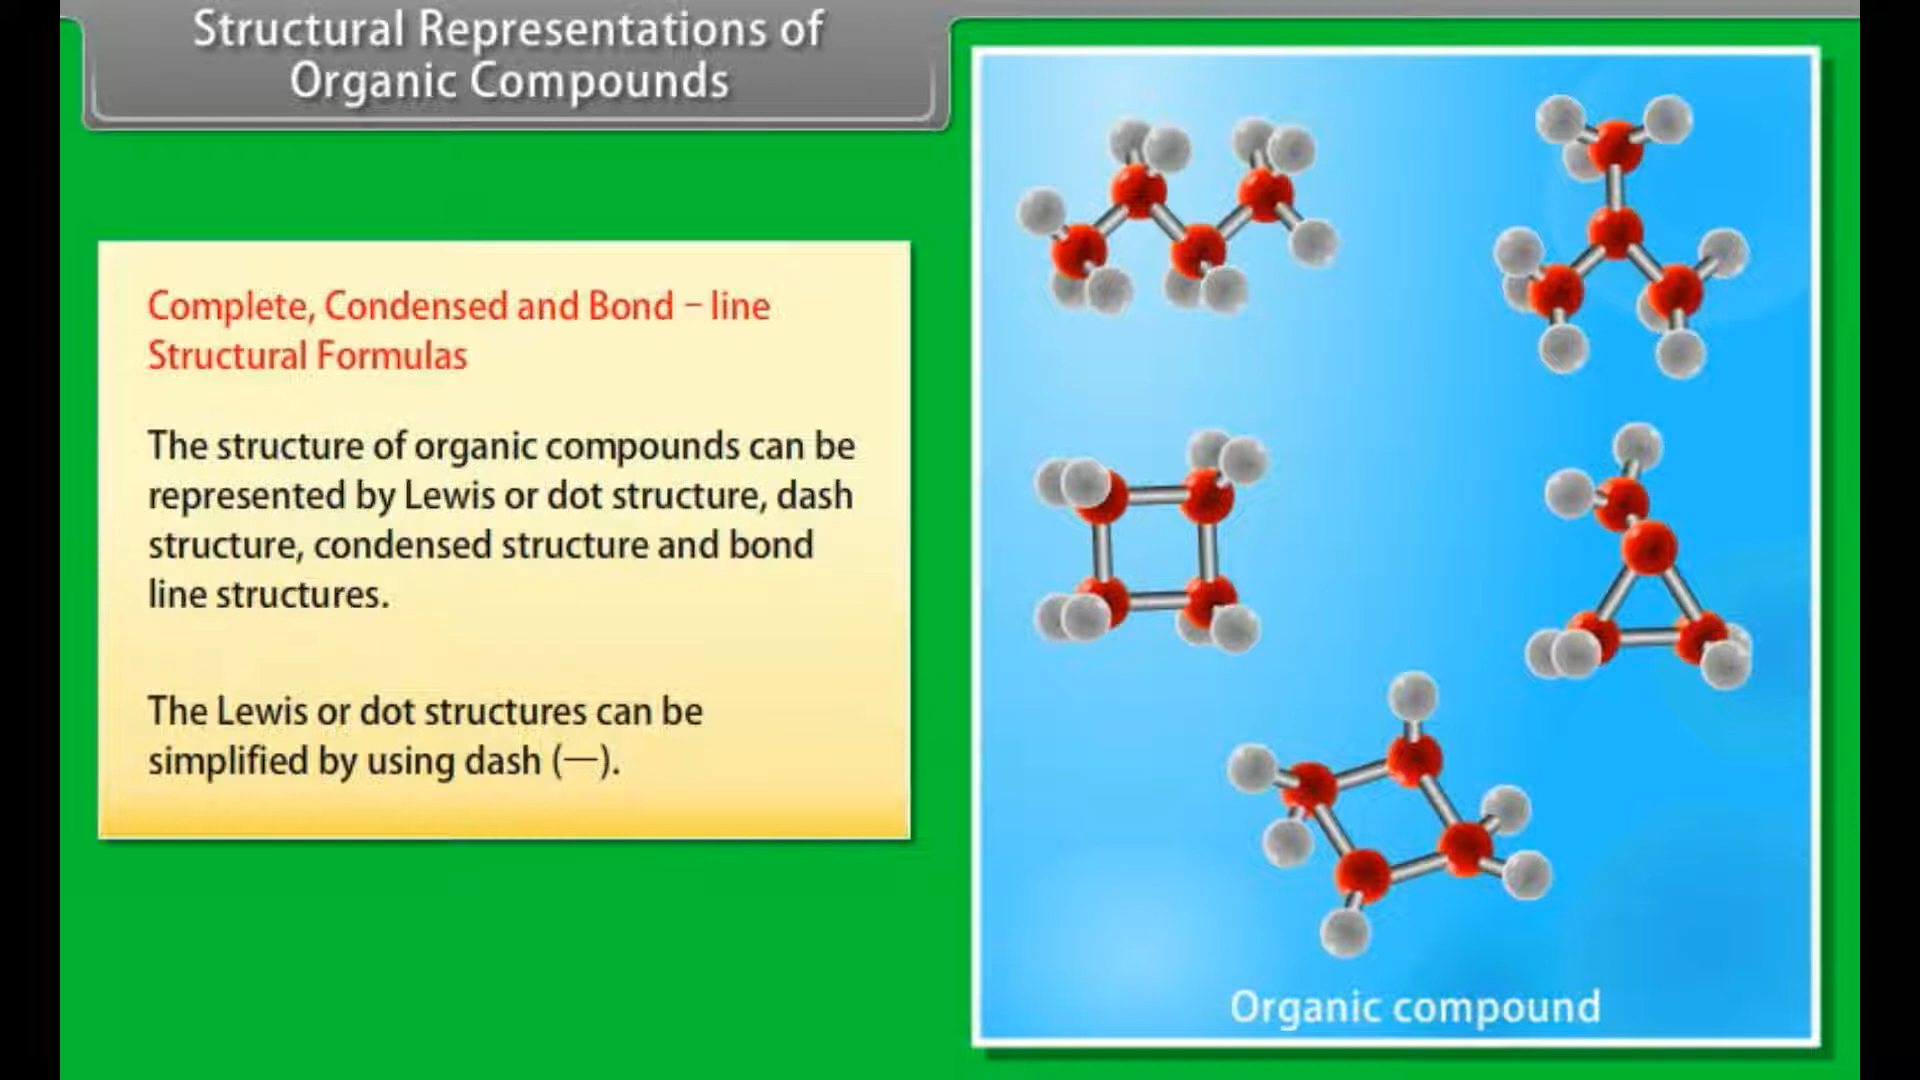 Structural Representations of
Organic Compounds
Complete, Condensed and Bond – line
Structural Formulas
The structure of organic compounds can be
represented by Lewis or dot structure, dash
structure, condensed structure and bond
line structures.
The Lewis or dot structures can be
simplified by using dash (—).
Organic compound